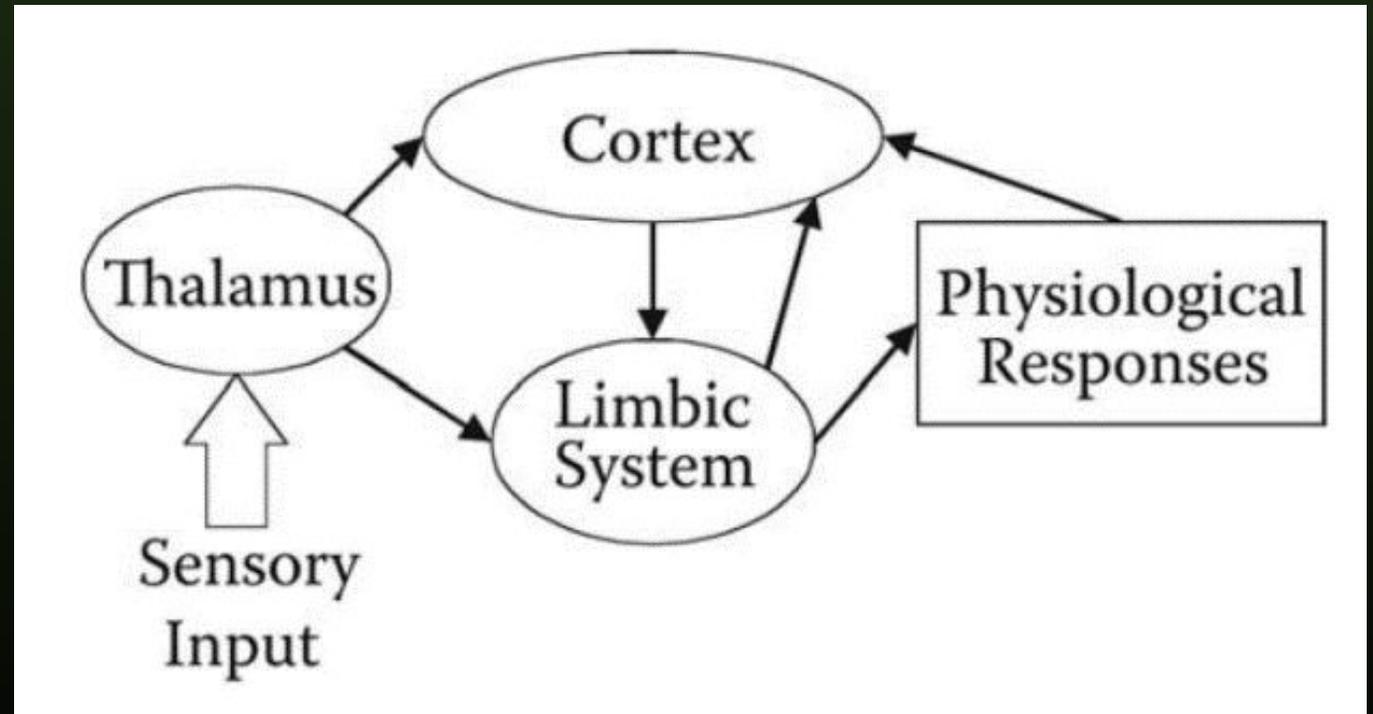 Cortex
Thalamus
Physiological
Responses
Limbic
System
Sensory
Input